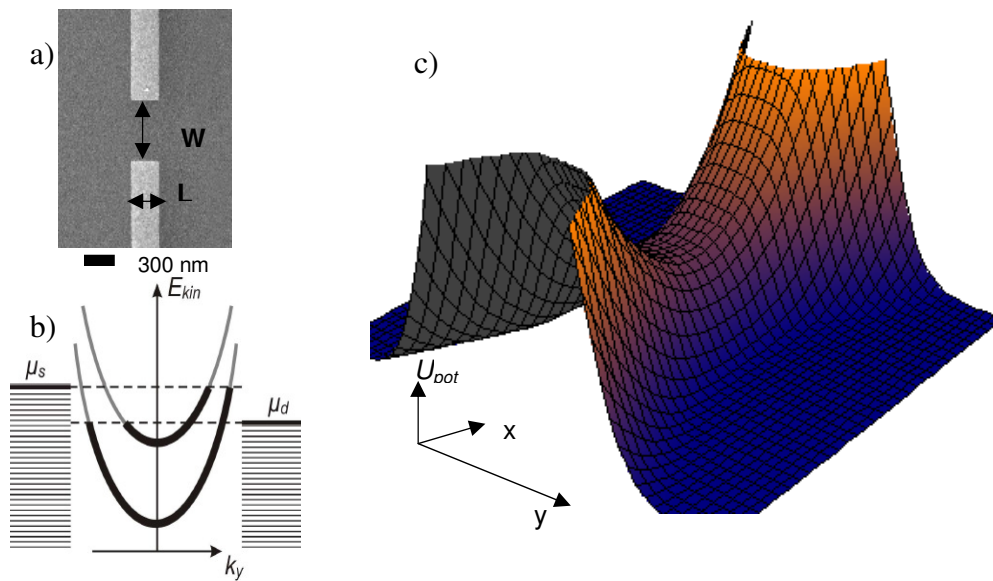 a)
W
L
300 nm
b)
E_kin
μ_s
μ_d
k_y
c)
U_pot
x
y